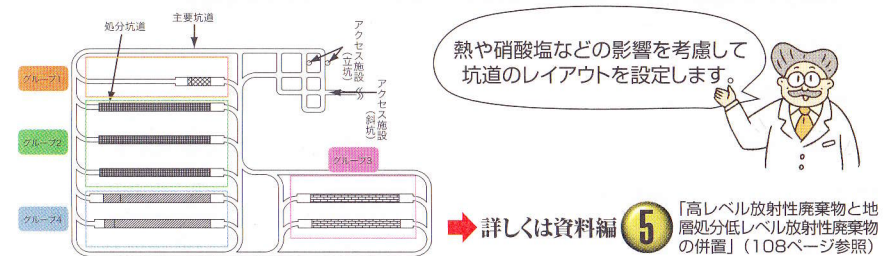 処分坑道
主要坑道
アクセス施設
(立坑)
アクセス施設
(斜坑)
グループ1
グループ2
グループ3
グループ4
熱や硝酸塩などの影響を考慮して
坑道のレイアウトを設定します。
詳しくは資料編
5
「高レベル放射性廃棄物と地
層処分低レベル放射性廃棄物
の併置」(108ページ参照)